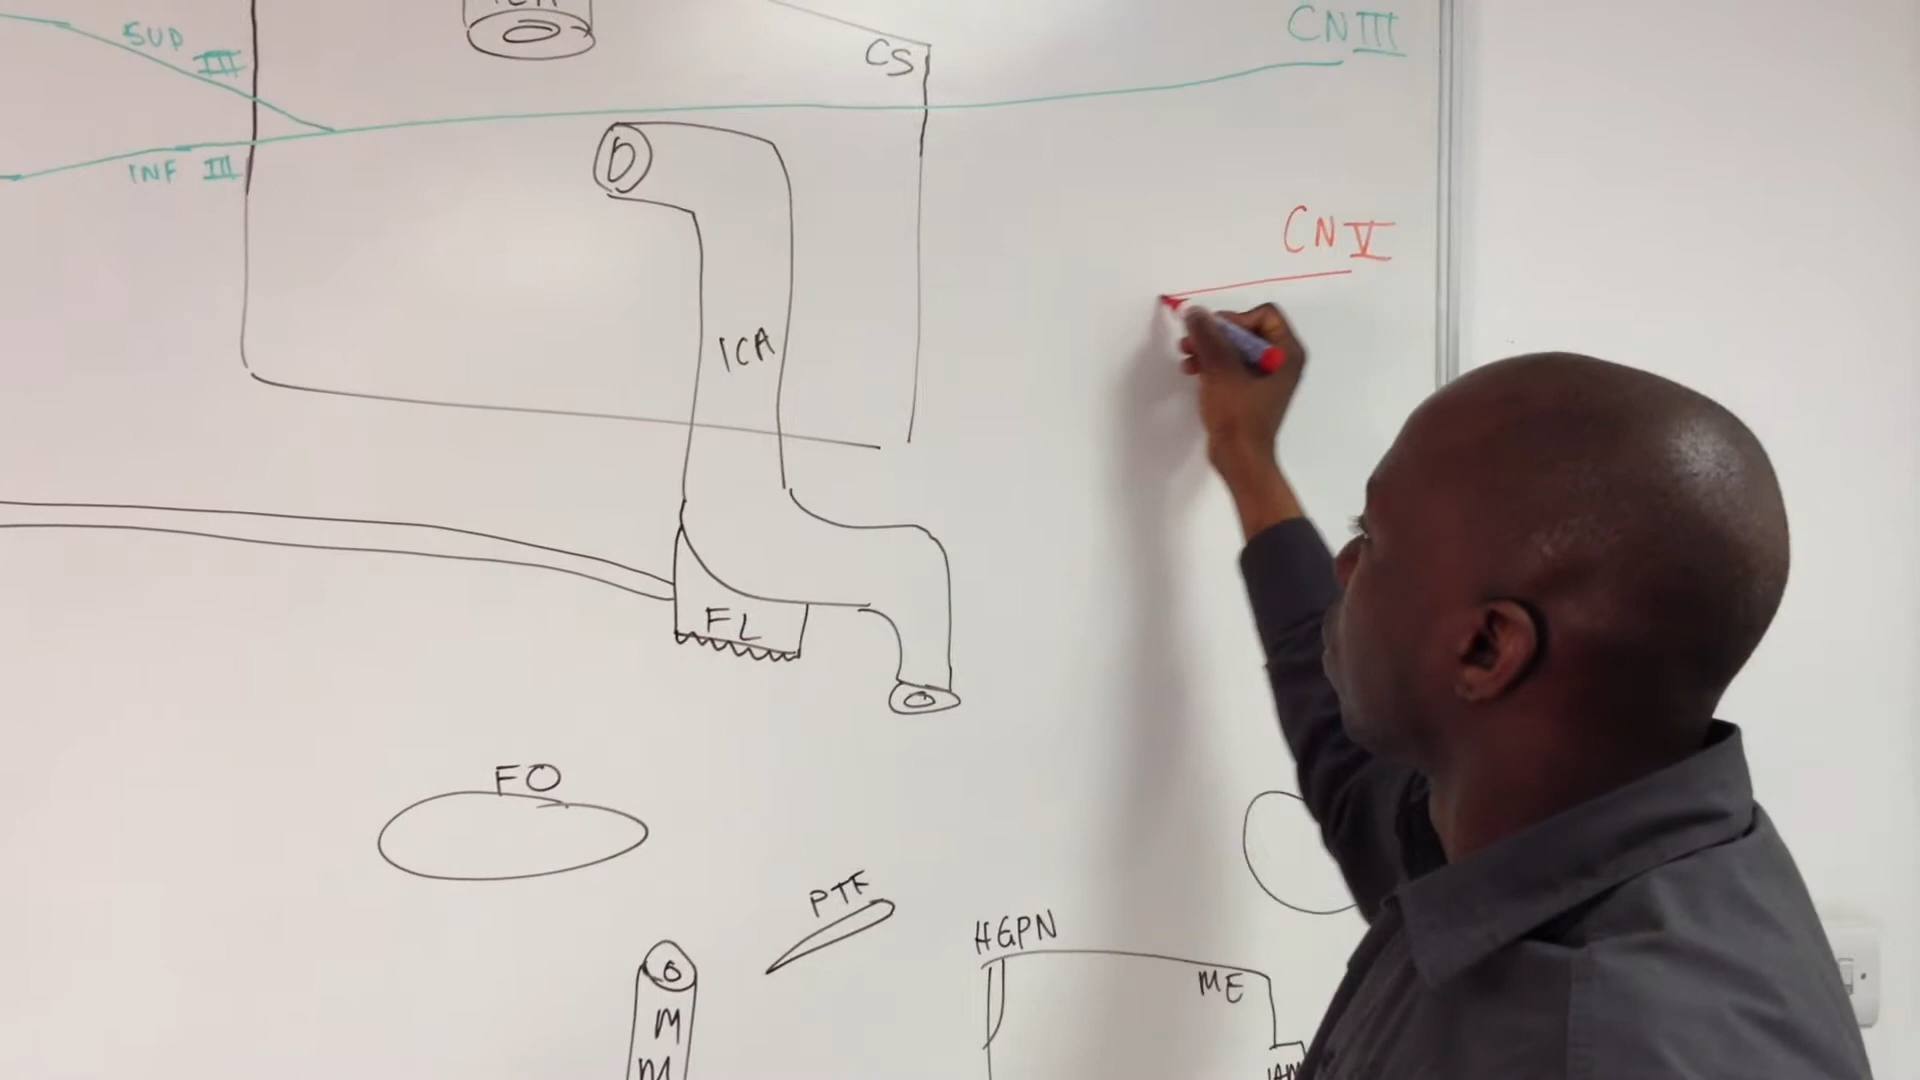 CN III
SUP
III
CS
INF III
CN V
ICA
FL
FO
PTF
HGPN
ME
M
M